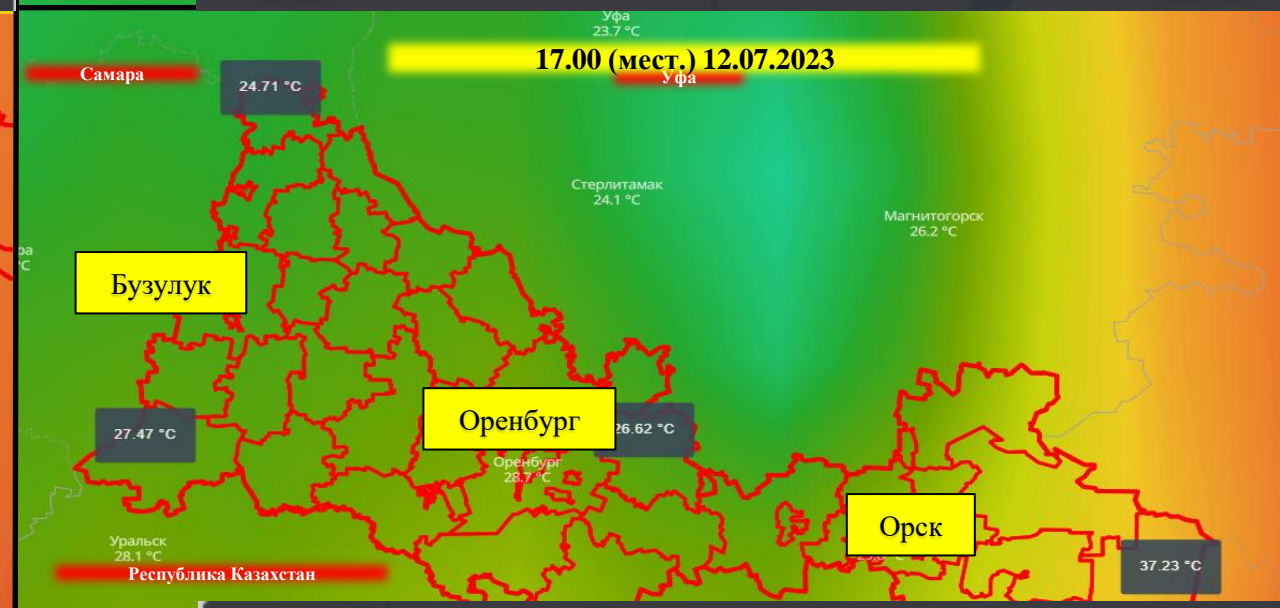 Уфа
23.7 °C
17.00 (мест.) 12.07.2023
Самара
Уфа
24.71 °C
Стерлитамак
24.1 °C
Магнитогорск
26.2 °C
ра
°C
Бузулук
Оренбург
27.47 °C
26.62 °C
Оренбург
28.7 °C
Орск
Уральск
28.1 °C
37.23 °C
Республика Казахстан